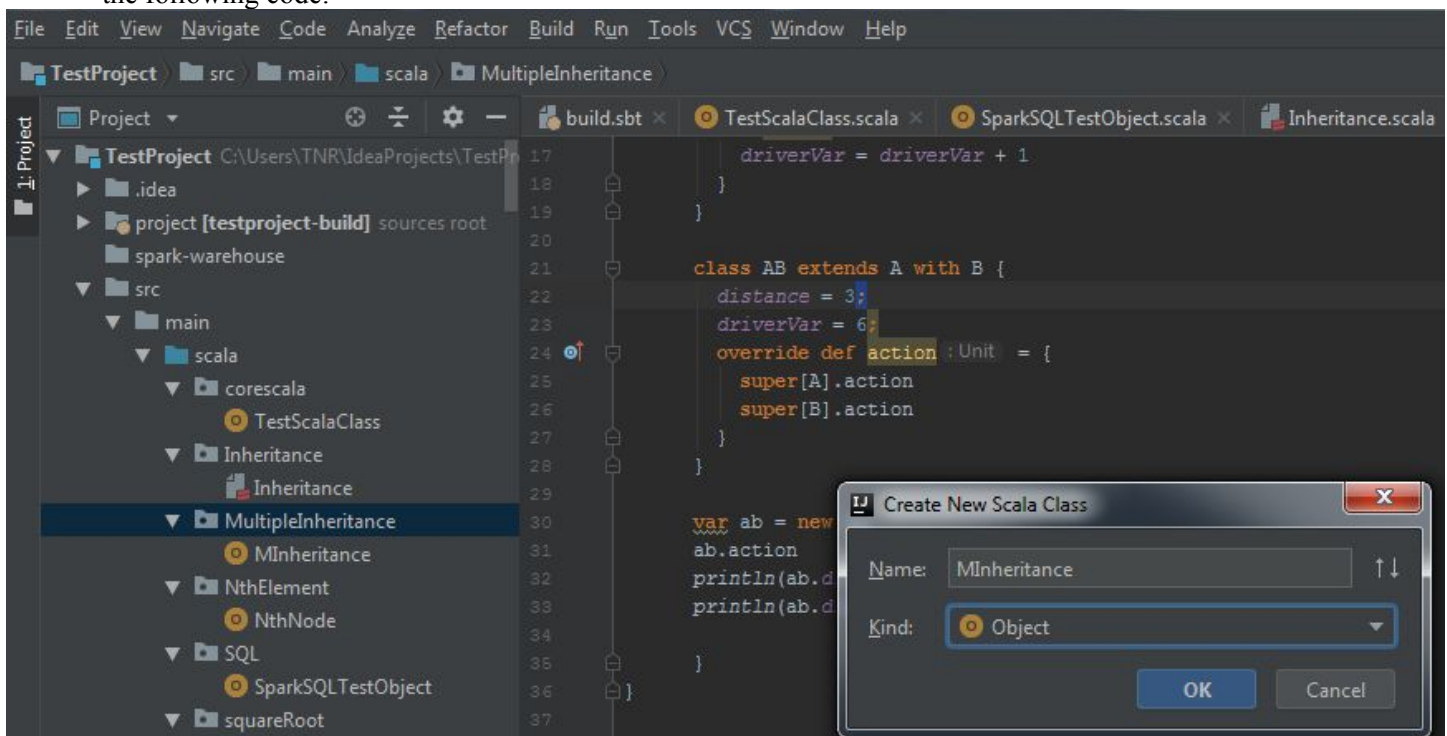 the following code:
File Edit View Navigate Code Analyze Refactor Build Run Tools VCS Window Help
TestProject src main scala MultipleInheritance
1: Project
Project
TestProject C:\Users\TNR\IdeaProjects\TestPr
.idea
project [testproject-build] sources root
spark-warehouse
src
main
scala
corescala
TestScalaClass
Inheritance
Inheritance
MultipleInheritance
MInheritance
NthElement
NthNode
SQL
SparkSQLTestObject
squareRoot
build.sbt TestScalaClass.scala SparkSQLTestObject.scala Inheritance.scala
17 driverVar = driverVar + 1
18 }
19 }
20
21 class AB extends A with B {
22 distance = 3;
23 driverVar = 6;
24 override def action : Unit = {
25 super[A].action
26 super[B].action
27 }
28 }
29
30 var ab = new
31 ab.action
32 println(ab.d
33 println(ab.d
34
35 }
36 }
37
Create New Scala Class
Name: MInheritance
Kind: Object
OK Cancel